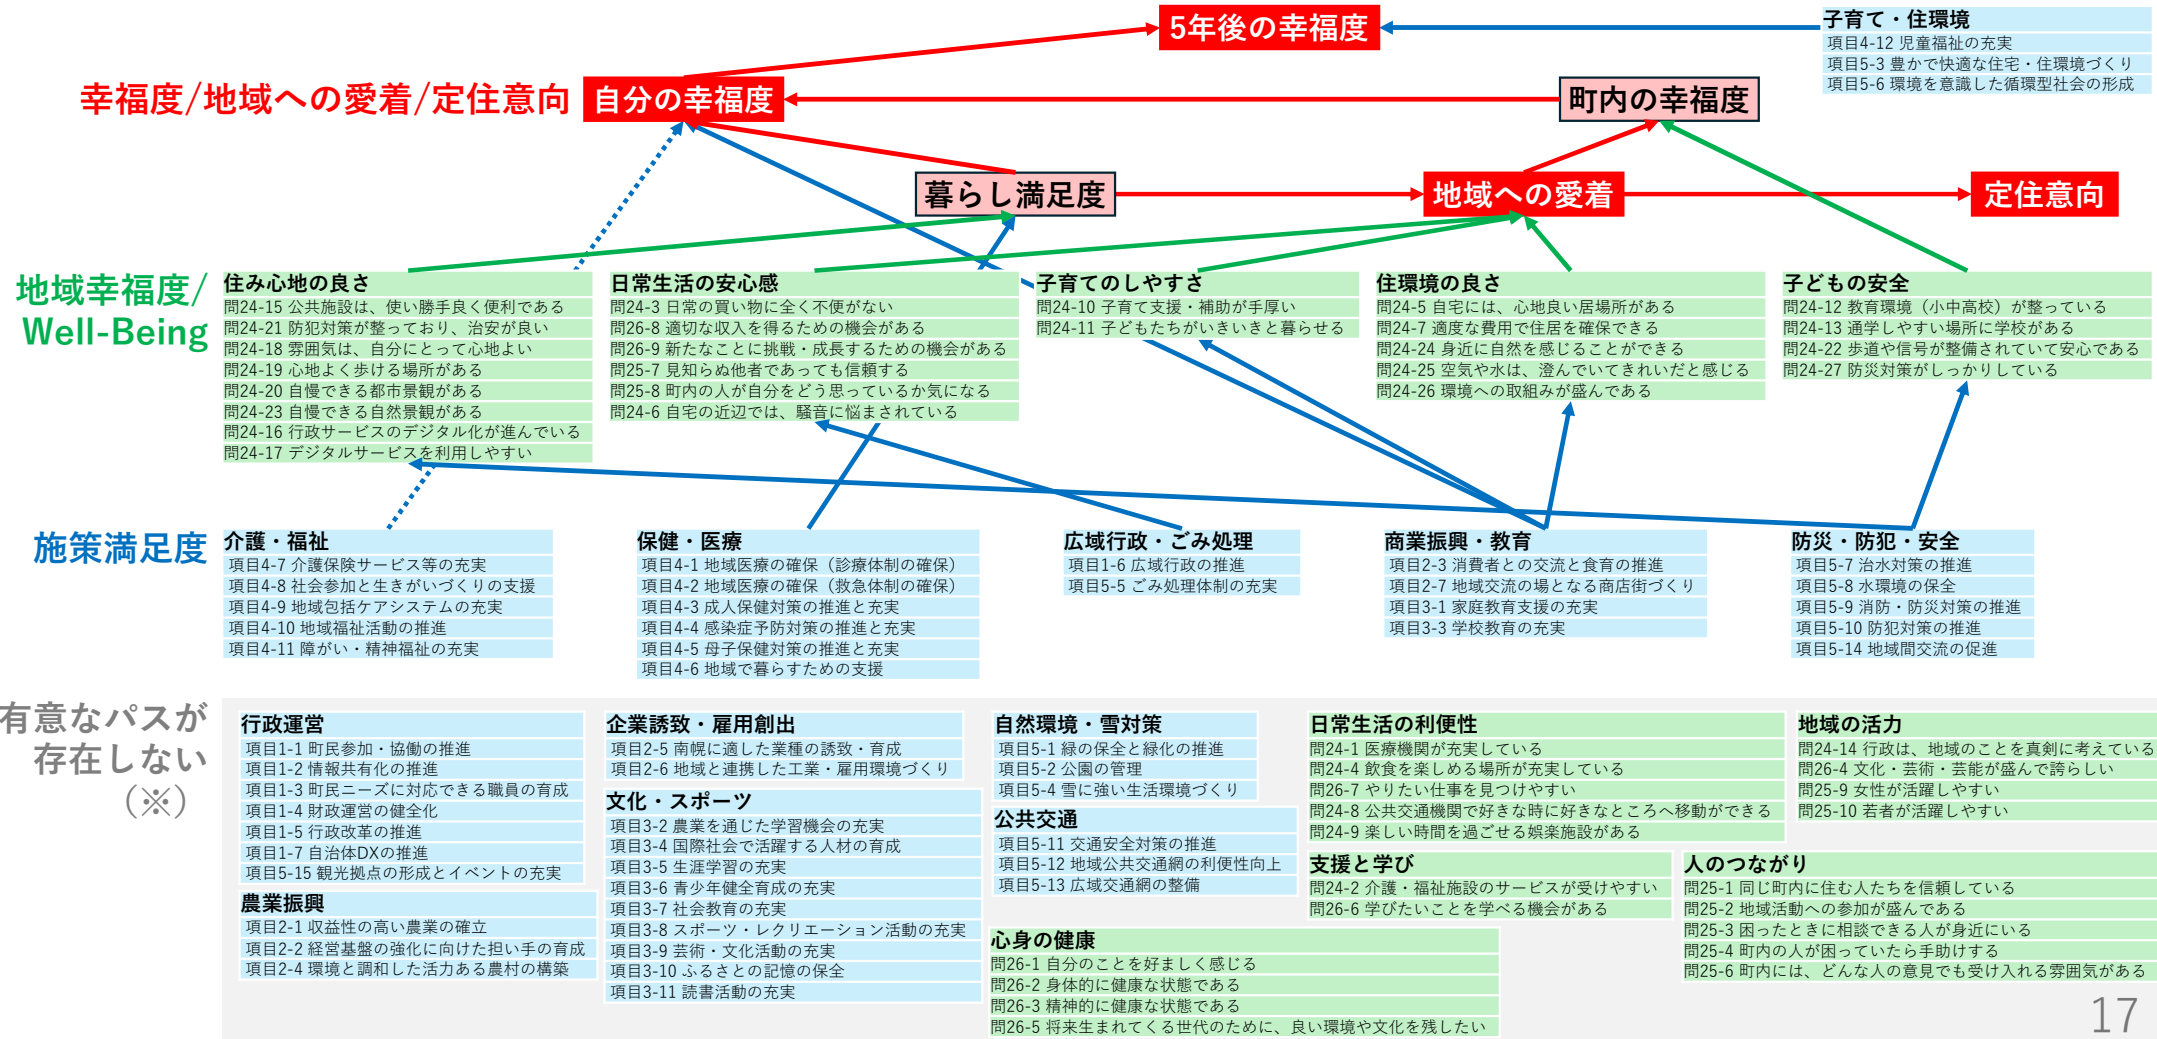 5年後の幸福度
子育て・住環境
項目4-12 児童福祉の充実
項目5-3 豊かで快適な住宅・住環境づくり
項目5-6 環境を意識した循環型社会の形成
幸福度/地域への愛着/定住意向
自分の幸福度
町内の幸福度
暮らし満足度
地域への愛着
定住意向
地域幸福度/
Well-Being
住み心地の良さ
問24-15 公共施設は、使い勝手良く便利である
問24-21 防犯対策が整っており、治安が良い
問24-18 雰囲気は、自分にとって心地よい
問24-19 心地よく歩ける場所がある
問24-20 自慢できる都市景観がある
問24-23 自慢できる自然景観がある
問24-16 行政サービスのデジタル化が進んでいる
問24-17 デジタルサービスを利用しやすい
日常生活の安心感
問24-3 日常の買い物に全く不便がない
問26-8 適切な収入を得るための機会がある
問26-9 新たなことに挑戦・成長するための機会がある
問25-7 見知らぬ他者であっても信頼する
問25-8 町内の人が自分をどう思っているか気になる
問24-6 自宅の近辺では、騒音に悩まされている
子育てのしやすさ
問24-10 子育て支援・補助が手厚い
問24-11 子どもたちがいきいきと暮らせる
住環境の良さ
問24-5 自宅には、心地良い居場所がある
問24-7 適度な費用で住居を確保できる
問24-24 身近に自然を感じることができる
問24-25 空気や水は、澄んでいてきれいだと感じる
問24-26 環境への取組みが盛んである
子どもの安全
問24-12 教育環境（小中高校）が整っている
問24-13 通学しやすい場所に学校がある
問24-22 歩道や信号が整備されていて安心である
問24-27 防災対策がしっかりしている
施策満足度
介護・福祉
項目4-7 介護保険サービス等の充実
項目4-8 社会参加と生きがいづくりの支援
項目4-9 地域包括ケアシステムの充実
項目4-10 地域福祉活動の推進
項目4-11 障がい・精神福祉の充実
保健・医療
項目4-1 地域医療の確保（診療体制の確保）
項目4-2 地域医療の確保（救急体制の確保）
項目4-3 成人保健対策の推進と充実
項目4-4 感染症予防対策の推進と充実
項目4-5 母子保健対策の推進と充実
項目4-6 地域で暮らすための支援
広域行政・ごみ処理
項目1-6 広域行政の推進
項目5-5 ごみ処理体制の充実
商業振興・教育
項目2-3 消費者との交流と食育の推進
項目2-7 地域交流の場となる商店街づくり
項目3-1 家庭教育支援の充実
項目3-3 学校教育の充実
防災・防犯・安全
項目5-7 治水対策の推進
項目5-8 水環境の保全
項目5-9 消防・防災対策の推進
項目5-10 防犯対策の推進
項目5-14 地域間交流の促進
有意なパスが
存在しない
（※）
行政運営
項目1-1 町民参加・協働の推進
項目1-2 情報共有化の推進
項目1-3 町民ニーズに対応できる職員の育成
項目1-4 財政運営の健全化
項目1-5 行政改革の推進
項目1-7 自治体DXの推進
項目5-15 観光拠点の形成とイベントの充実
農業振興
項目2-1 収益性の高い農業の確立
項目2-2 経営基盤の強化に向けた担い手の育成
項目2-4 環境と調和した活力ある農村の構築
企業誘致・雇用創出
項目2-5 南幌に適した業種の誘致・育成
項目2-6 地域と連携した工業・雇用環境づくり
文化・スポーツ
項目3-2 農業を通じた学習機会の充実
項目3-4 国際社会で活躍する人材の育成
項目3-5 生涯学習の充実
項目3-6 青少年健全育成の充実
項目3-7 社会教育の充実
項目3-8 スポーツ・レクリエーション活動の充実
項目3-9 芸術・文化活動の充実
項目3-10 ふるさとの記憶の保全
項目3-11 読書活動の充実
自然環境・雪対策
項目5-1 緑の保全と緑化の推進
項目5-2 公園の管理
項目5-4 雪に強い生活環境づくり
公共交通
項目5-11 交通安全対策の推進
項目5-12 地域公共交通網の利便性向上
項目5-13 広域交通網の整備
心身の健康
問26-1 自分のことを好ましく感じる
問26-2 身体的に健康な状態である
問26-3 精神的に健康な状態である
問26-5 将来生まれてくる世代のために、良い環境や文化を残したい
日常生活の利便性
問24-1 医療機関が充実している
問24-4 飲食を楽しめる場所が充実している
問26-7 やりたい仕事を見つけやすい
問24-8 公共交通機関で好きな時に好きなところへ移動ができる
問24-9 楽しい時間を過ごせる娯楽施設がある
支援と学び
問24-2 介護・福祉施設のサービスが受けやすい
問26-6 学びたいことを学べる機会がある
地域の活力
問24-14 行政は、地域のことを真剣に考えている
問26-4 文化・芸術・芸能が盛んで誇らしい
問25-9 女性が活躍しやすい
問25-10 若者が活躍しやすい
人のつながり
問25-1 同じ町内に住む人たちを信頼している
問25-2 地域活動への参加が盛んである
問25-3 困ったときに相談できる人が身近にいる
問25-4 町内の人が困っていたら手助けする
問25-6 町内には、どんな人の意見でも受け入れる雰囲気がある
17